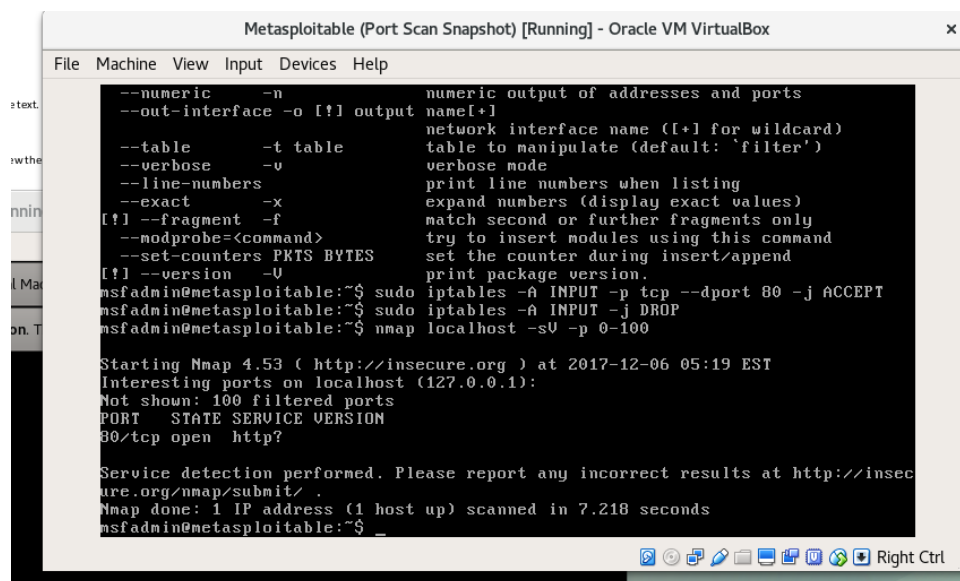 Metasploitable (Port Scan Snapshot) [Running] - Oracle VM VirtualBox
File Machine View Input Devices Help
--numeric -n numeric output of addresses and ports
--out-interface -o [!] output name[+]
network interface name ([+] for wildcard)
--table -t table table to manipulate (default: `filter')
--verbose -v verbose mode
--line-numbers print line numbers when listing
--exact -x expand numbers (display exact values)
[!] --fragment -f match second or further fragments only
--modprobe=<command> try to insert modules using this command
--set-counters PKTS BYTES set the counter during insert/append
[!] --version -V print package version.
msfadmin@metasploitable:~$ sudo iptables -A INPUT -p tcp --dport 80 -j ACCEPT
msfadmin@metasploitable:~$ sudo iptables -A INPUT -j DROP
msfadmin@metasploitable:~$ nmap localhost -sV -p 0-100
Starting Nmap 4.53 ( http://insecure.org ) at 2017-12-06 05:19 EST
Interesting ports on localhost (127.0.0.1):
Not shown: 100 filtered ports
PORT STATE SERVICE VERSION
80/tcp open http?
Service detection performed. Please report any incorrect results at http://insec
ure.org/nmap/submit/ .
Nmap done: 1 IP address (1 host up) scanned in 7.218 seconds
msfadmin@metasploitable:~$ _
Right Ctrl